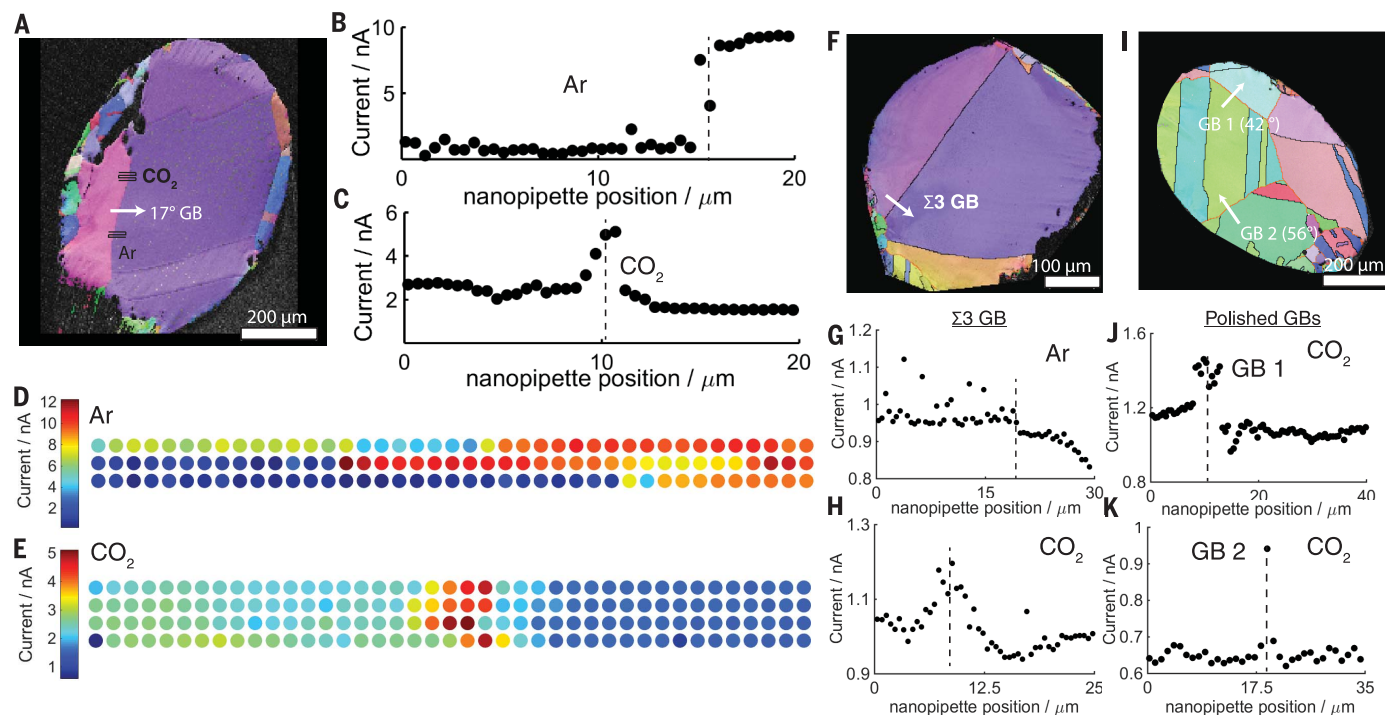 A
CO2
17° GB
Ar
200 µm
B
Current / nA
10
5
Ar
0
10
20
nanopipette position / µm
C
Current / nA
6
4
2
CO2
0
10
20
nanopipette position / µm
D
Current / nA
12
10
8
6
4
2
Ar
E
Current / nA
5
4
3
2
1
CO2
F
Σ3 GB
100 µm
I
GB 1 (42°)
GB 2 (56°)
200 µm
Σ3 GB
G
Current / nA
1.2
1.1
1
0.9
0.8
Ar
0
15
30
nanopipette position / µm
H
Current / nA
1.3
1.1
0.9
CO2
0
12.5
25
nanopipette position / µm
Polished GBs
J
Current / nA
1.6
1.2
0.8
GB 1
CO2
0
20
40
nanopipette position / µm
K
Current / nA
1
0.9
0.8
0.7
0.6
GB 2
CO2
0
17.5
35
nanopipette position / µm